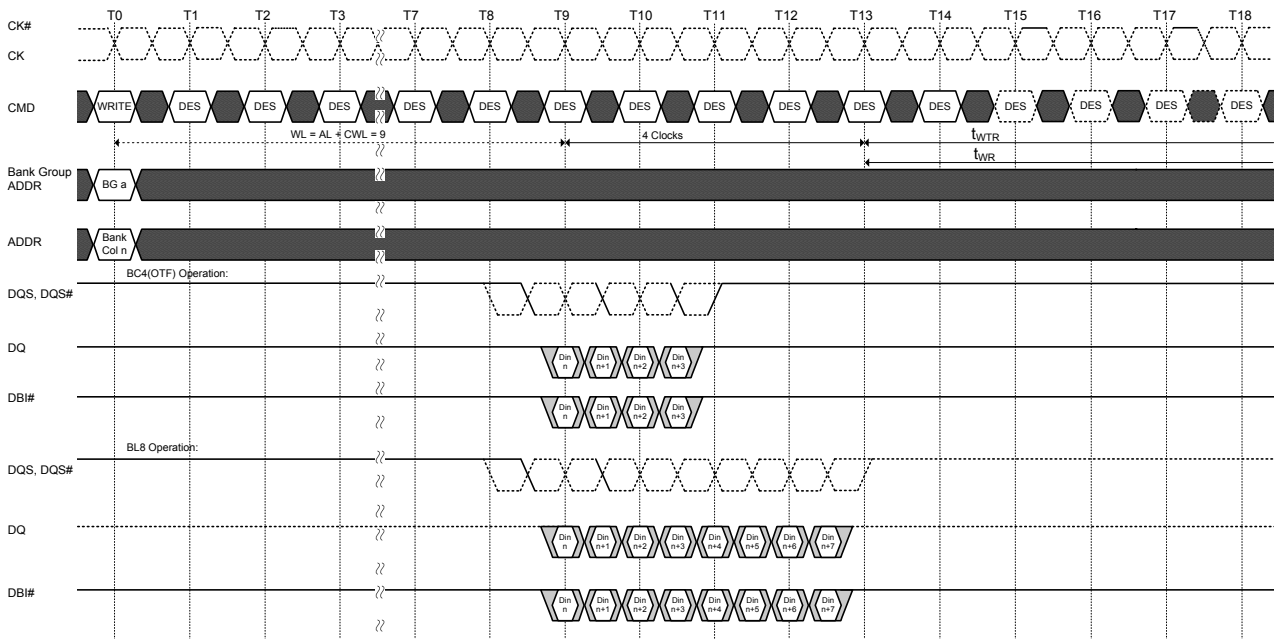 T0 T1 T2 T3 T7 T8 T9 T10 T11 T12 T13 T14 T15 T16 T17 T18
CK#
CK
CMD WRITE DES DES DES DES DES DES DES DES DES DES DES DES DES DES DES
WL = AL + CWL = 9 4 Clocks tWTR
tWR
Bank Group
ADDR
BG a
ADDR
Bank
Col n
BC4(OTF) Operation:
DQS, DQS#
DQ
Din n Din n+1 Din n+2 Din n+3
DBI#
Din n Din n+1 Din n+2 Din n+3
BL8 Operation:
DQS, DQS#
DQ
Din n Din n+1 Din n+2 Din n+3 Din n+4 Din n+5 Din n+6 Din n+7
DBI#
Din n Din n+1 Din n+2 Din n+3 Din n+4 Din n+5 Din n+6 Din n+7